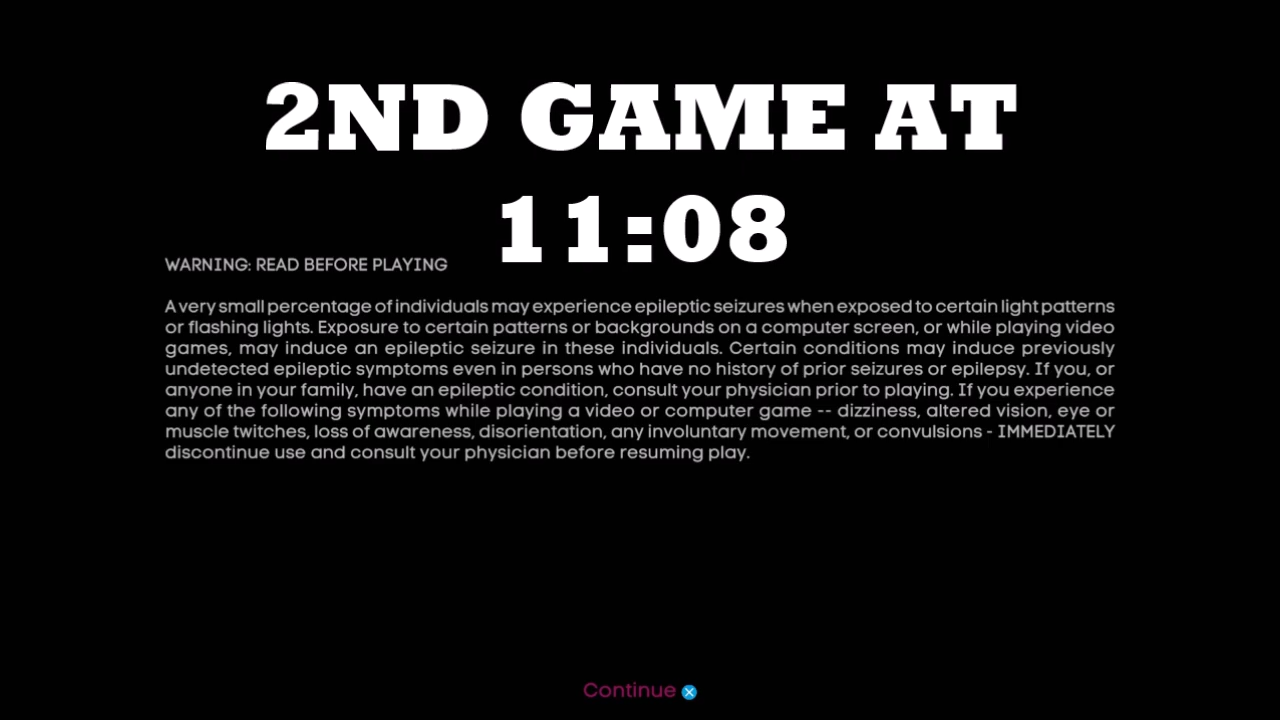 2ND GAME AT
11:08
WARNING: READ BEFORE PLAYING
A very small percentage of individuals may experience epileptic seizures when exposed to certain light patterns
or flashing lights. Exposure to certain patterns or backgrounds on a computer screen, or while playing video
games, may induce an epileptic seizure in these individuals. Certain conditions may induce previously
undetected epileptic symptoms even in persons who have no history of prior seizures or epilepsy. If you, or
anyone in your family, have an epileptic condition, consult your physician prior to playing. If you experience
any of the following symptoms while playing a video or computer game -- dizziness, altered vision, eye or
muscle twitches, loss of awareness, disorientation, any involuntary movement, or convulsions - IMMEDIATELY
discontinue use and consult your physician before resuming play.
Continue